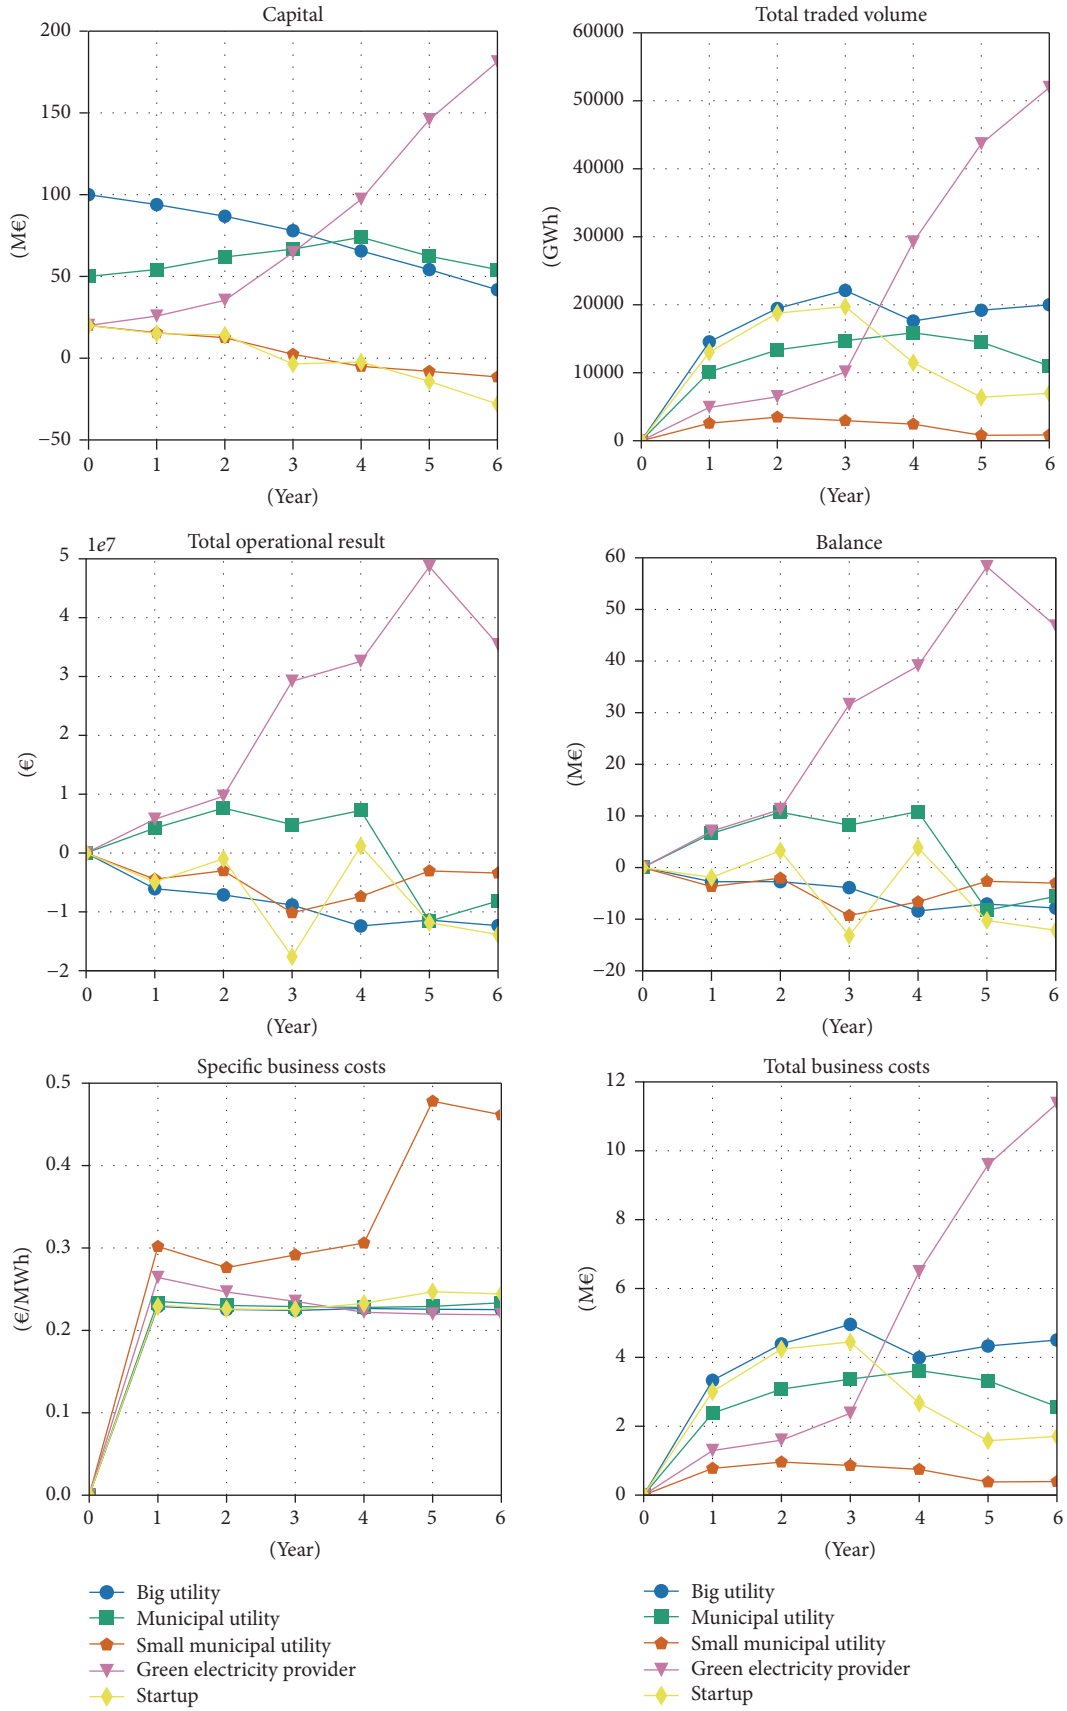 Capital
200
150
100
50
0
−50
(M€)
0 1 2 3 4 5 6
(Year)
Total traded volume
60000
50000
40000
30000
20000
10000
0
(GWh)
0 1 2 3 4 5 6
(Year)
Total operational result
1e7
5
4
3
2
1
0
−1
−2
(€)
0 1 2 3 4 5 6
(Year)
Balance
60
50
40
30
20
10
0
−10
−20
(M€)
0 1 2 3 4 5 6
(Year)
Specific business costs
0.5
0.4
0.3
0.2
0.1
0.0
(€/MWh)
0 1 2 3 4 5 6
(Year)
Total business costs
12
10
8
6
4
2
0
(M€)
0 1 2 3 4 5 6
(Year)
Big utility
Municipal utility
Small municipal utility
Green electricity provider
Startup
Big utility
Municipal utility
Small municipal utility
Green electricity provider
Startup